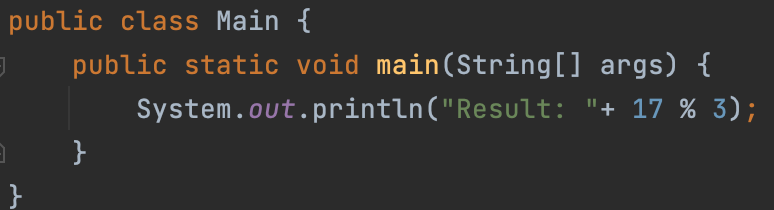 public class Main {
    public static void main(String[] args) {
        System.out.println("Result: "+ 17 % 3);
    }
}